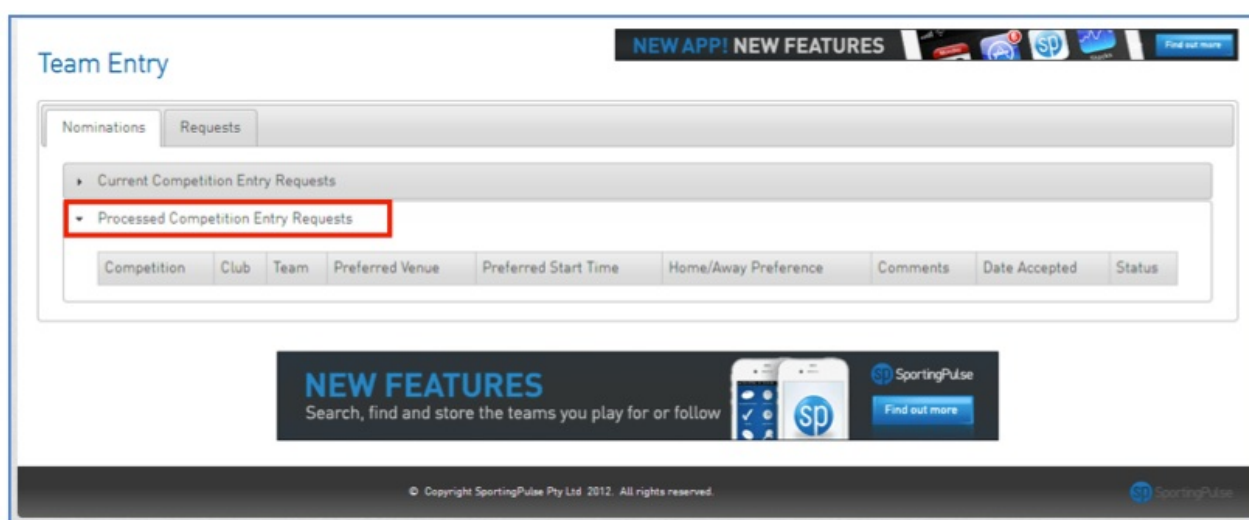 NEW APP! NEW FEATURES
Find out more
Team Entry
Nominations Requests
Current Competition Entry Requests
Processed Competition Entry Requests
Competition Club Team Preferred Venue Preferred Start Time Home/Away Preference Comments Date Accepted Status
NEW FEATURES
Search, find and store the teams you play for or follow
sp
sp SportingPulse
Find out more
© Copyright SportingPulse Pty Ltd 2012. All rights reserved.
sp SportingPulse